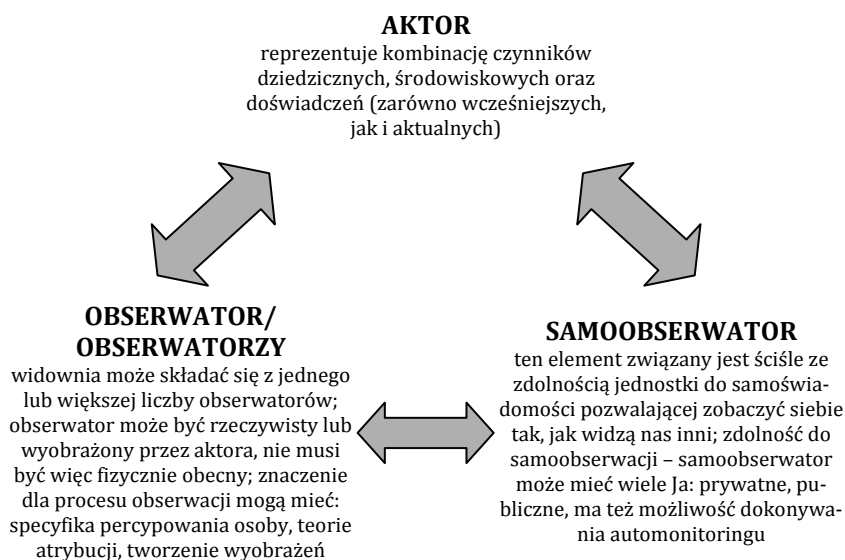 AKTOR
reprezentuje kombinację czynników
dziedzicznych, środowiskowych oraz
doświadczeń (zarówno wcześniejszych,
jak i aktualnych)
OBSERWATOR/
OBSERWATORZY
widownia może składać się z jednego
lub większej liczby obserwatorów;
obserwator może być rzeczywisty lub
wyobrażony przez aktora, nie musi
być więc fizycznie obecny; znaczenie
dla procesu obserwacji mogą mieć:
specyfika percypowania osoby, teorie
atrybucji, tworzenie wyobrażeń
SAMOOBSERWATOR
ten element związany jest ściśle ze
zdolnością jednostki do samoświa-
domości pozwalającej zobaczyć siebie
tak, jak widzą nas inni; zdolność do
samoobserwacji – samoobserwator
może mieć wiele Ja: prywatne, pu-
bliczne, ma też możliwość dokonywa-
nia automonitoringu